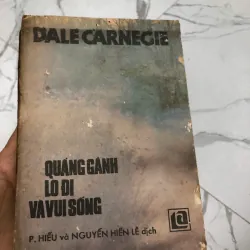 DALE CARNEGIE
QUẲNG GÁNH
LO ĐI
VÀ VUI SỐNG
P. HIẾU và NGUYỄN HIẾN LÊ dịch